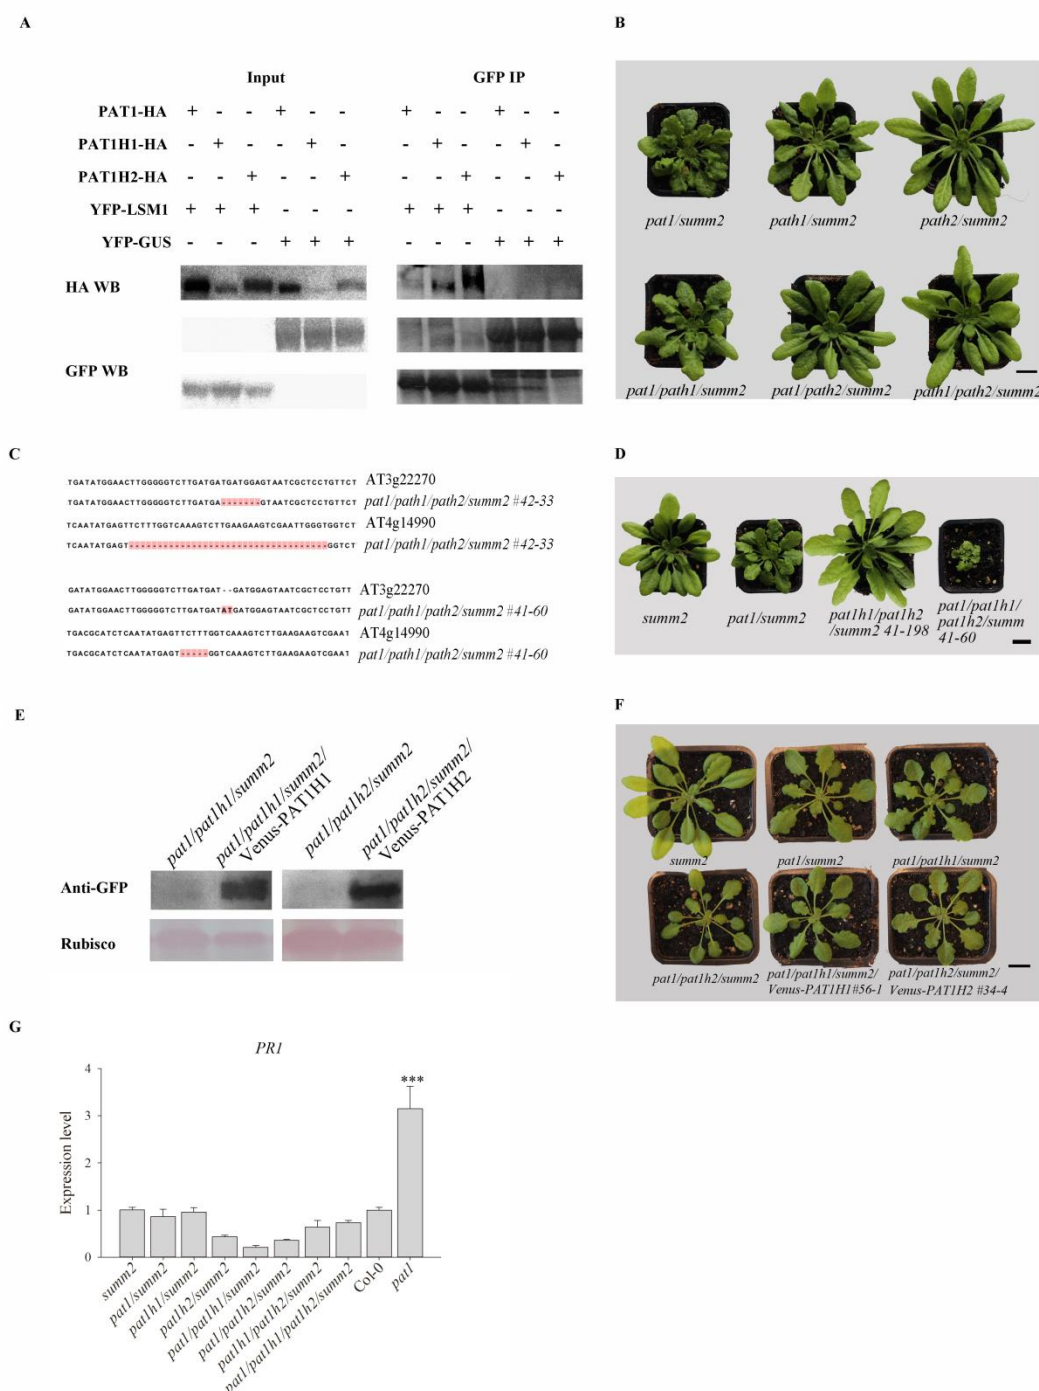 A
Input
GFP IP
PAT1-HA + - - + - - + - - + - -
PAT1H1-HA - + - - + - - + - - + -
PAT1H2-HA - - + - - + - - + - - +
YFP-LSM1 + + + - - - + + + - - -
YFP-GUS - - - + + + - - - + + +
HA WB
GFP WB
B
pat1/summ2
path1/summ2
path2/summ2
pat1/path1/summ2
pat1/path2/summ2
path1/path2/summ2
C
TGATATGGAACTTGGGGGTCTTGATGATGATGGAGTAATCGCTCCTGTTCT AT3g22270
TGATATGGAACTTGGGGGTCTTGATGA-------GTAATCGCTCCTGTTCT pat1/path1/path2/summ2 #42-33
TCAATATGAGTTCTTTGGTCAAAGTCTTGAAGAAGTCGAATTGGGTGGTCT AT4g14990
pat1/path1/path2/summ2 #42-33
GATATGGAACTTGGGGGTCTTGATGAT--GATGGAGTAATCGCTCCTGTT AT3g22270
GATATGGAACTTGGGGGTCTTGATGATATGATGGAGTAATCGCTCCTGTT pat1/path1/path2/summ2 #41-60
TGACGCATCTCAATATGAGTTCTTTGGTCAAAGTCTTGAAGAAGTCGAAT AT4g14990
TGACGCATCTCAATATGAGT-----GGTCAAAGTCTTGAAGAAGTCGAAT pat1/path1/path2/summ2 #41-60
D
summ2
pat1/summ2
pat1h1/pat1h2
/summ2 41-198
pat1/pat1h1/
pat1h2/summ
41-60
E
pat1/pat1h1/summ2
pat1/pat1h1/summ2/
Venus-PAT1H1
pat1/pat1h2/summ2
pat1/pat1h2/summ2/
Venus-PAT1H2
Anti-GFP
Rubisco
F
summ2
pat1/summ2
pat1/pat1h1/summ2
pat1/pat1h2/summ2
pat1/pat1h1/summ2/
Venus-PAT1H1#56-1
pat1/pat1h2/summ2/
Venus-PAT1H2 #34-4
G
PR1
Expression level
4
3
2
1
0
***
summ2
pat1/summ2
pat1h1/summ2
pat1h2/summ2
pat1/pat1h1/summ2
pat1/pat1h2/summ2
pat1h1/pat1h2/summ2
pat1/pat1h1/pat1h2/summ2
Col-0
pat1